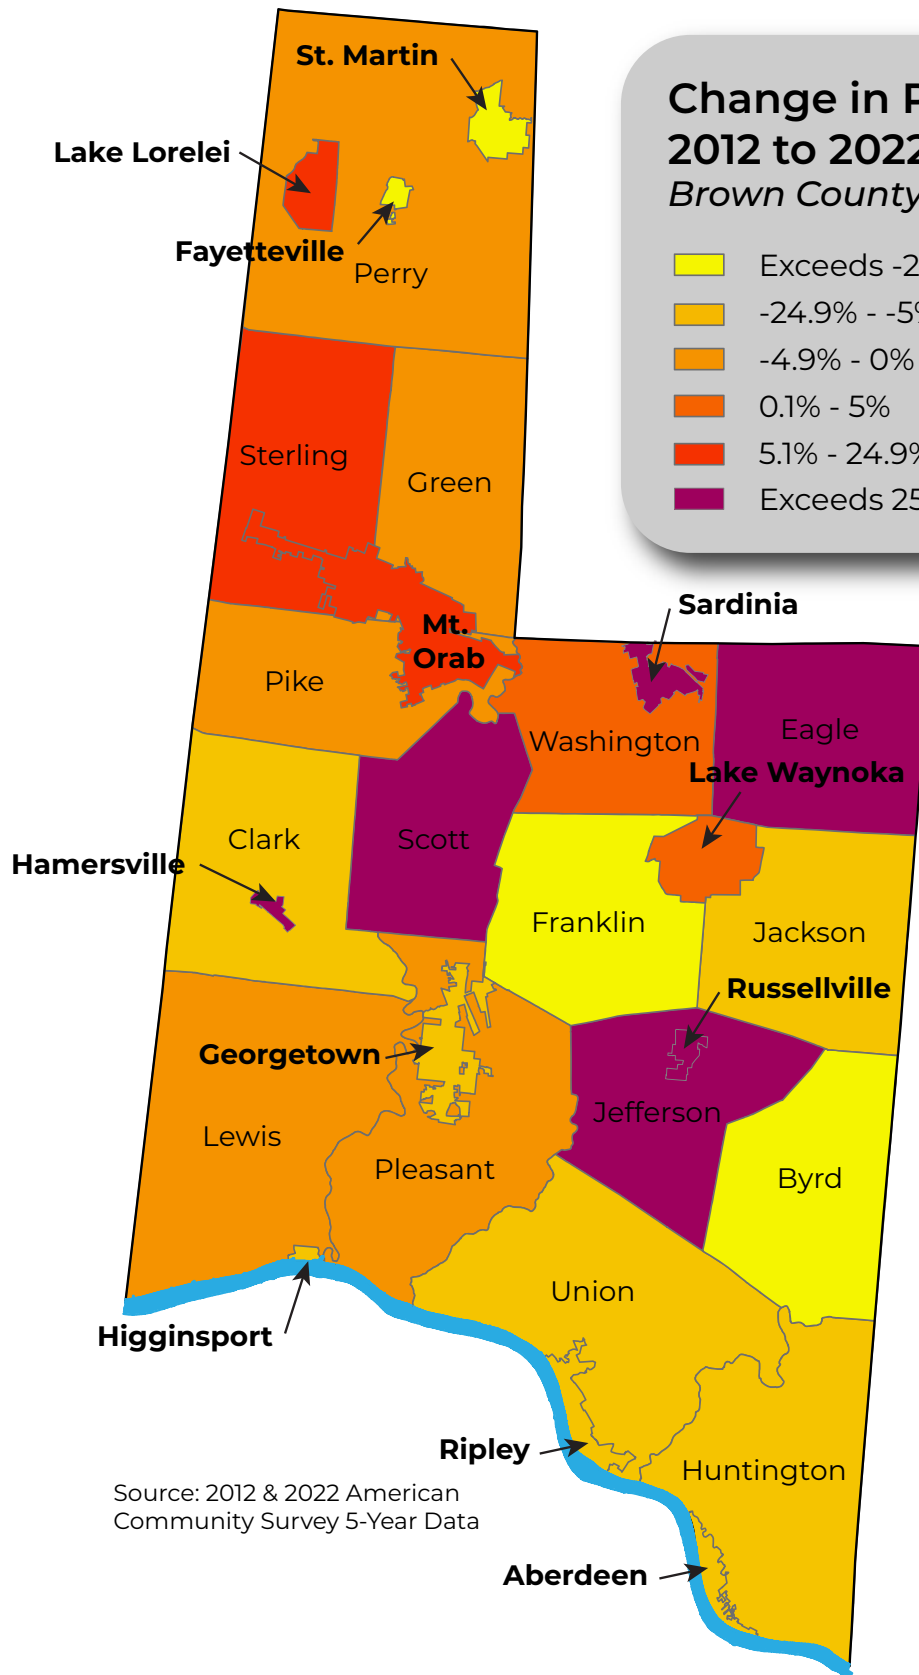 St. Martin
Change in P
2012 to 2022
Brown County
Lake Lorelei
Fayetteville
Perry
Exceeds -2
-24.9% - -5%
-4.9% - 0%
0.1% - 5%
5.1% - 24.9%
Exceeds 25
Sterling
Green
Sardinia
Mt.
Orab
Pike
Eagle
Washington
Lake Waynoka
Clark
Scott
Hamersville
Franklin
Jackson
Russellville
Georgetown
Jefferson
Lewis
Pleasant
Byrd
Union
Higginsport
Ripley
Huntington
Source: 2012 & 2022 American
Community Survey 5-Year Data
Aberdeen